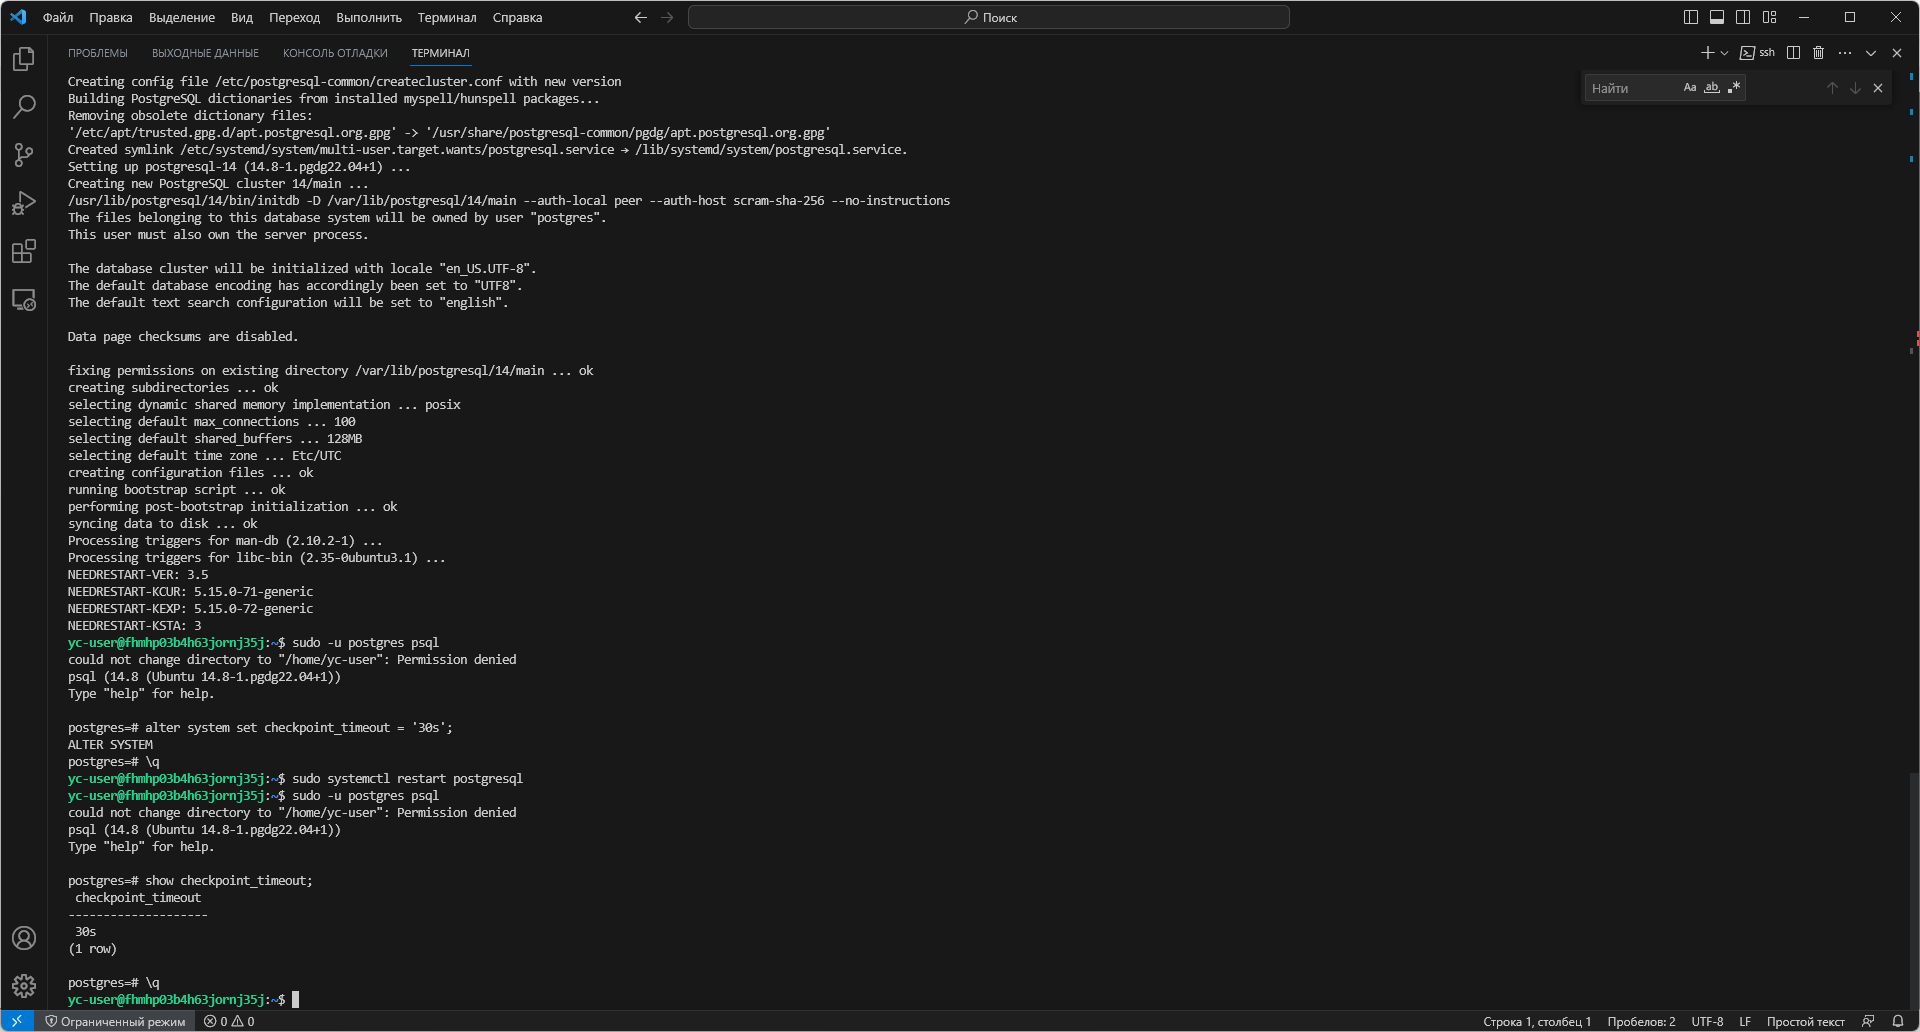 Файл Правка Выделение Вид Переход Выполнить Терминал Справка Поиск
ПРОБЛЕМЫ ВЫХОДНЫЕ ДАННЫЕ КОНСОЛЬ ОТЛАДКИ ТЕРМИНАЛ ssh
Найти Aa ab .*
Creating config file /etc/postgresql-common/createcluster.conf with new version
Building PostgreSQL dictionaries from installed myspell/hunspell packages...
Removing obsolete dictionary files:
'/etc/apt/trusted.gpg.d/apt.postgresql.org.gpg' -> '/usr/share/postgresql-common/pgdg/apt.postgresql.org.gpg'
Created symlink /etc/systemd/system/multi-user.target.wants/postgresql.service → /lib/systemd/system/postgresql.service.
Setting up postgresql-14 (14.8-1.pgdg22.04+1) ...
Creating new PostgreSQL cluster 14/main ...
/usr/lib/postgresql/14/bin/initdb -D /var/lib/postgresql/14/main --auth-local peer --auth-host scram-sha-256 --no-instructions
The files belonging to this database system will be owned by user "postgres".
This user must also own the server process.
The database cluster will be initialized with locale "en_US.UTF-8".
The default database encoding has accordingly been set to "UTF8".
The default text search configuration will be set to "english".
Data page checksums are disabled.
fixing permissions on existing directory /var/lib/postgresql/14/main ... ok
creating subdirectories ... ok
selecting dynamic shared memory implementation ... posix
selecting default max_connections ... 100
selecting default shared_buffers ... 128MB
selecting default time zone ... Etc/UTC
creating configuration files ... ok
running bootstrap script ... ok
performing post-bootstrap initialization ... ok
syncing data to disk ... ok
Processing triggers for man-db (2.10.2-1) ...
Processing triggers for libc-bin (2.35-0ubuntu3.1) ...
NEEDRESTART-VER: 3.5
NEEDRESTART-KCUR: 5.15.0-71-generic
NEEDRESTART-KEXP: 5.15.0-72-generic
NEEDRESTART-KSTA: 3
yc-user@fhmhp03b4h63jornj35j:~$ sudo -u postgres psql
could not change directory to "/home/yc-user": Permission denied
psql (14.8 (Ubuntu 14.8-1.pgdg22.04+1))
Type "help" for help.
postgres=# alter system set checkpoint_timeout = '30s';
ALTER SYSTEM
postgres=# \q
yc-user@fhmhp03b4h63jornj35j:~$ sudo systemctl restart postgresql
yc-user@fhmhp03b4h63jornj35j:~$ sudo -u postgres psql
could not change directory to "/home/yc-user": Permission denied
psql (14.8 (Ubuntu 14.8-1.pgdg22.04+1))
Type "help" for help.
postgres=# show checkpoint_timeout;
checkpoint_timeout
--------------------
30s
(1 row)
postgres=# \q
yc-user@fhmhp03b4h63jornj35j:~$
Ограниченный режим 0 0 Строка 1, столбец 1 Пробелов: 2 UTF-8 LF Простой текст